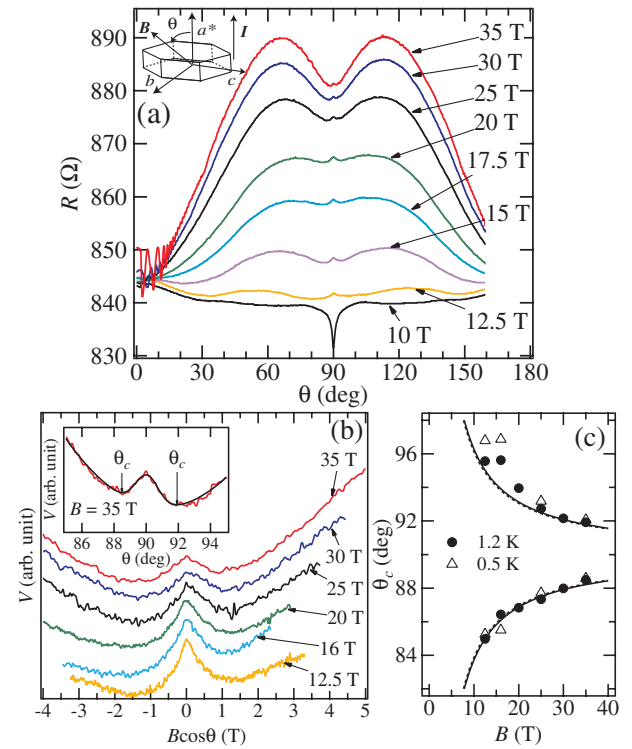 B θ a* I
b c
(a)
R (Ω)
890
880
870
860
850
840
830
35 T
30 T
25 T
20 T
17.5 T
15 T
12.5 T
10 T
0 30 60 90 120 150 180
θ (deg)
(b)
V (arb. unit)
V (arb. unit)
θc θc
B = 35 T
86 88 90 92 94
θ (deg)
35 T
30 T
25 T
20 T
16 T
12.5 T
-4 -3 -2 -1 0 1 2 3 4 5
Bcosθ (T)
(c)
θc (deg)
96
92
88
84
1.2 K
0.5 K
0 10 20 30 40
B (T)